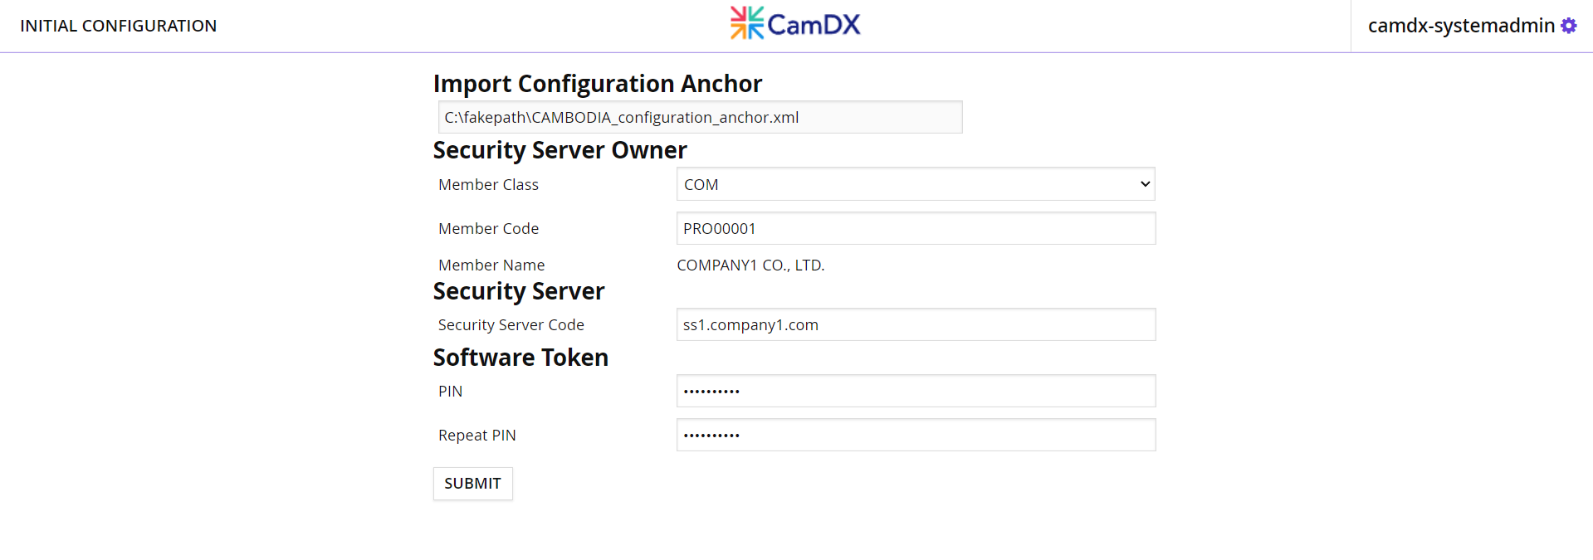 INITIAL CONFIGURATION
CamDX
camdx-systemadmin
Import Configuration Anchor
C:\fakepath\CAMBODIA_configuration_anchor.xml
Security Server Owner
Member Class COM
Member Code PRO00001
Member Name COMPANY1 CO., LTD.
Security Server
Security Server Code ss1.company1.com
Software Token
PIN ••••••••••
Repeat PIN ••••••••••
SUBMIT